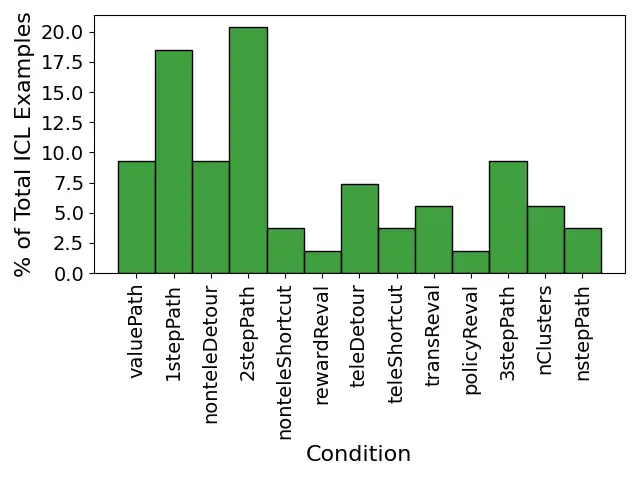 % of Total ICL Examples
20.0
17.5
15.0
12.5
10.0
7.5
5.0
2.5
0.0
valuePath
1stepPath
nonteleDetour
2stepPath
nonteleShortcut
rewardReval
teleDetour
teleShortcut
transReval
policyReval
3stepPath
nClusters
nstepPath
Condition